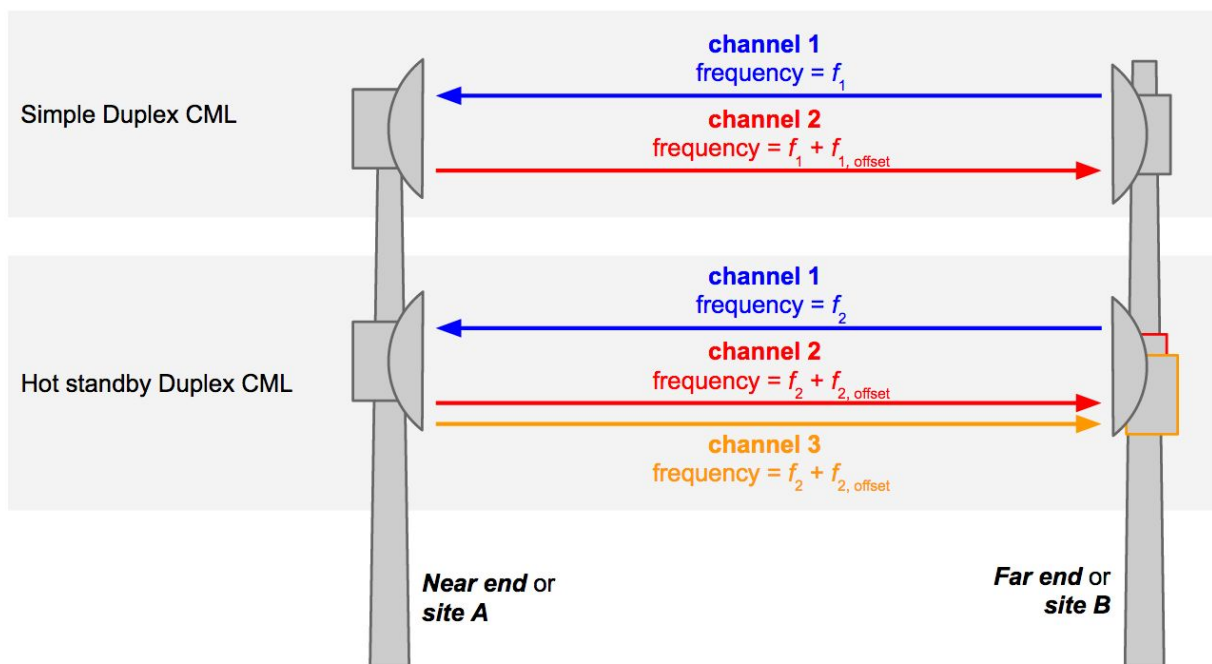 Simple Duplex CML
channel 1
frequency = f1
channel 2
frequency = f1 + f1, offset
Hot standby Duplex CML
channel 1
frequency = f2
channel 2
frequency = f2 + f2, offset
channel 3
frequency = f2 + f2, offset
Near end or
site A
Far end or
site B